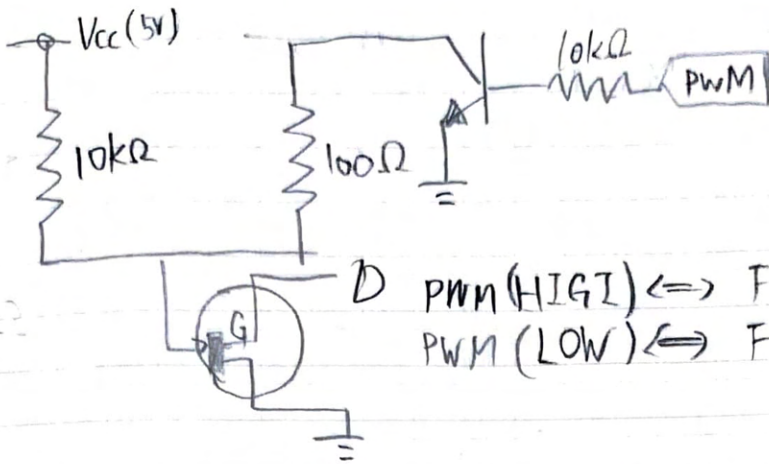 Vcc (5V)
10kΩ
PWM
10kΩ
100Ω
G
D
PWM (HIGI) <=> F
PWM (LOW) <=> F